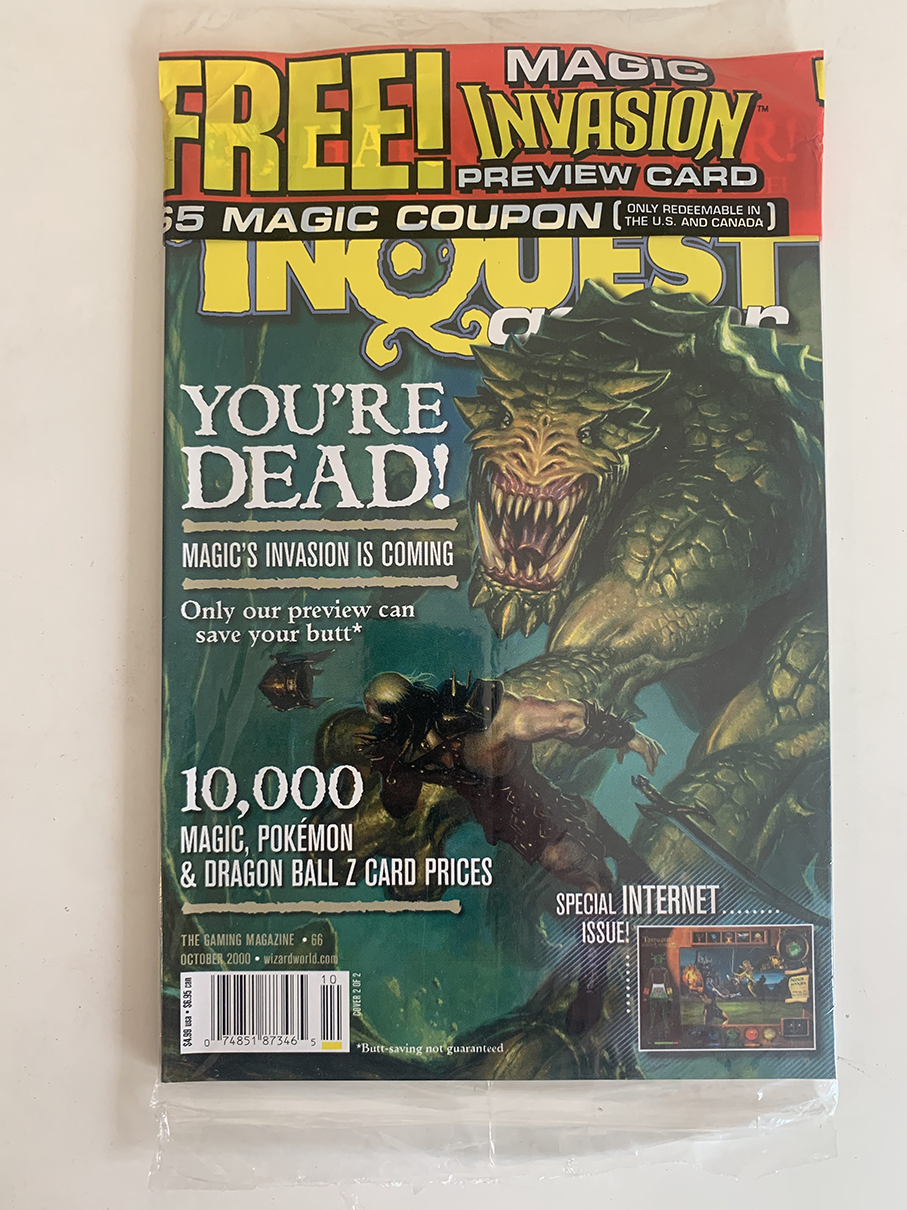 FREE!
MAGIC
INVASION™
PREVIEW CARD
$5 MAGIC COUPON [ONLY REDEEMABLE IN
THE U.S. AND CANADA]
INQUEST
YOU'RE
DEAD!
MAGIC'S INVASION IS COMING
Only our preview can
save your butt*
10,000
MAGIC, POKÉMON
& DRAGON BALL Z CARD PRICES
SPECIAL INTERNET
ISSUE!
THE GAMING MAGAZINE • 66
OCTOBER 2000 • wizardworld.com
$4.99 usa • $6.95 can
10
0 74851 87346 5
COVER 2 OF 2
*Butt-saving not guaranteed